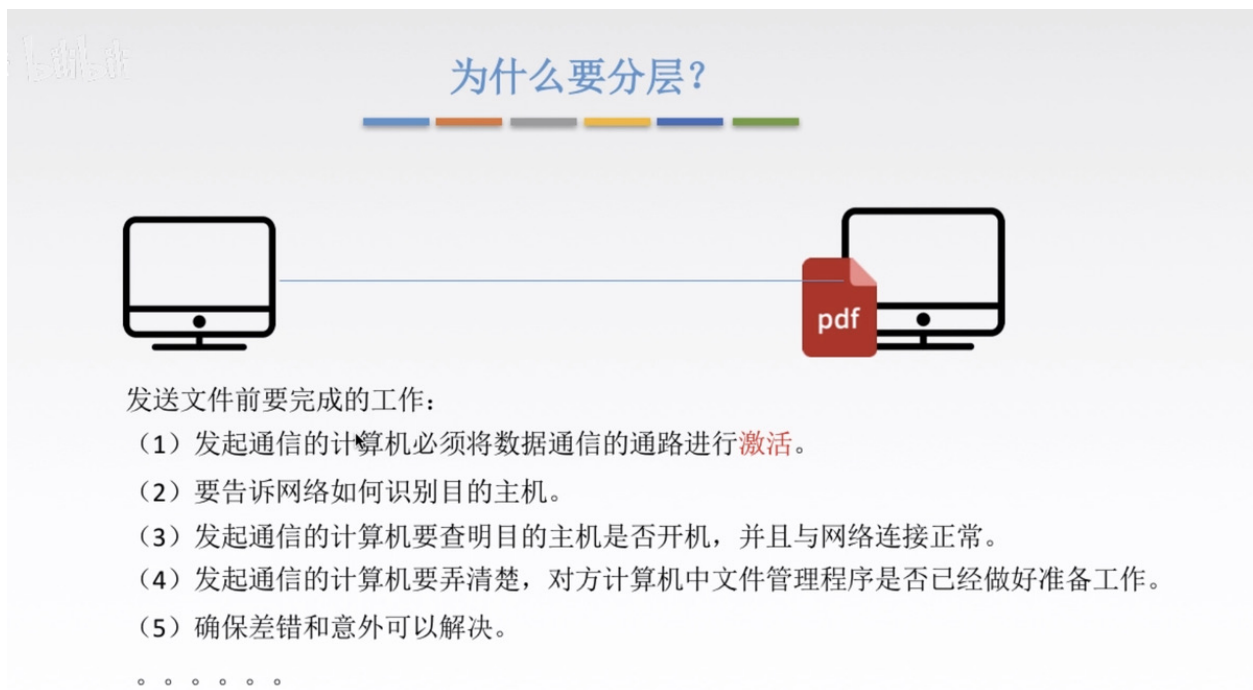 为什么要分层？
pdf
发送文件前要完成的工作：
（1）发起通信的计算机必须将数据通信的通路进行激活。
（2）要告诉网络如何识别目的主机。
（3）发起通信的计算机要查明目的主机是否开机，并且与网络连接正常。
（4）发起通信的计算机要弄清楚，对方计算机中文件管理程序是否已经做好准备工作。
（5）确保差错和意外可以解决。
。。。。。。